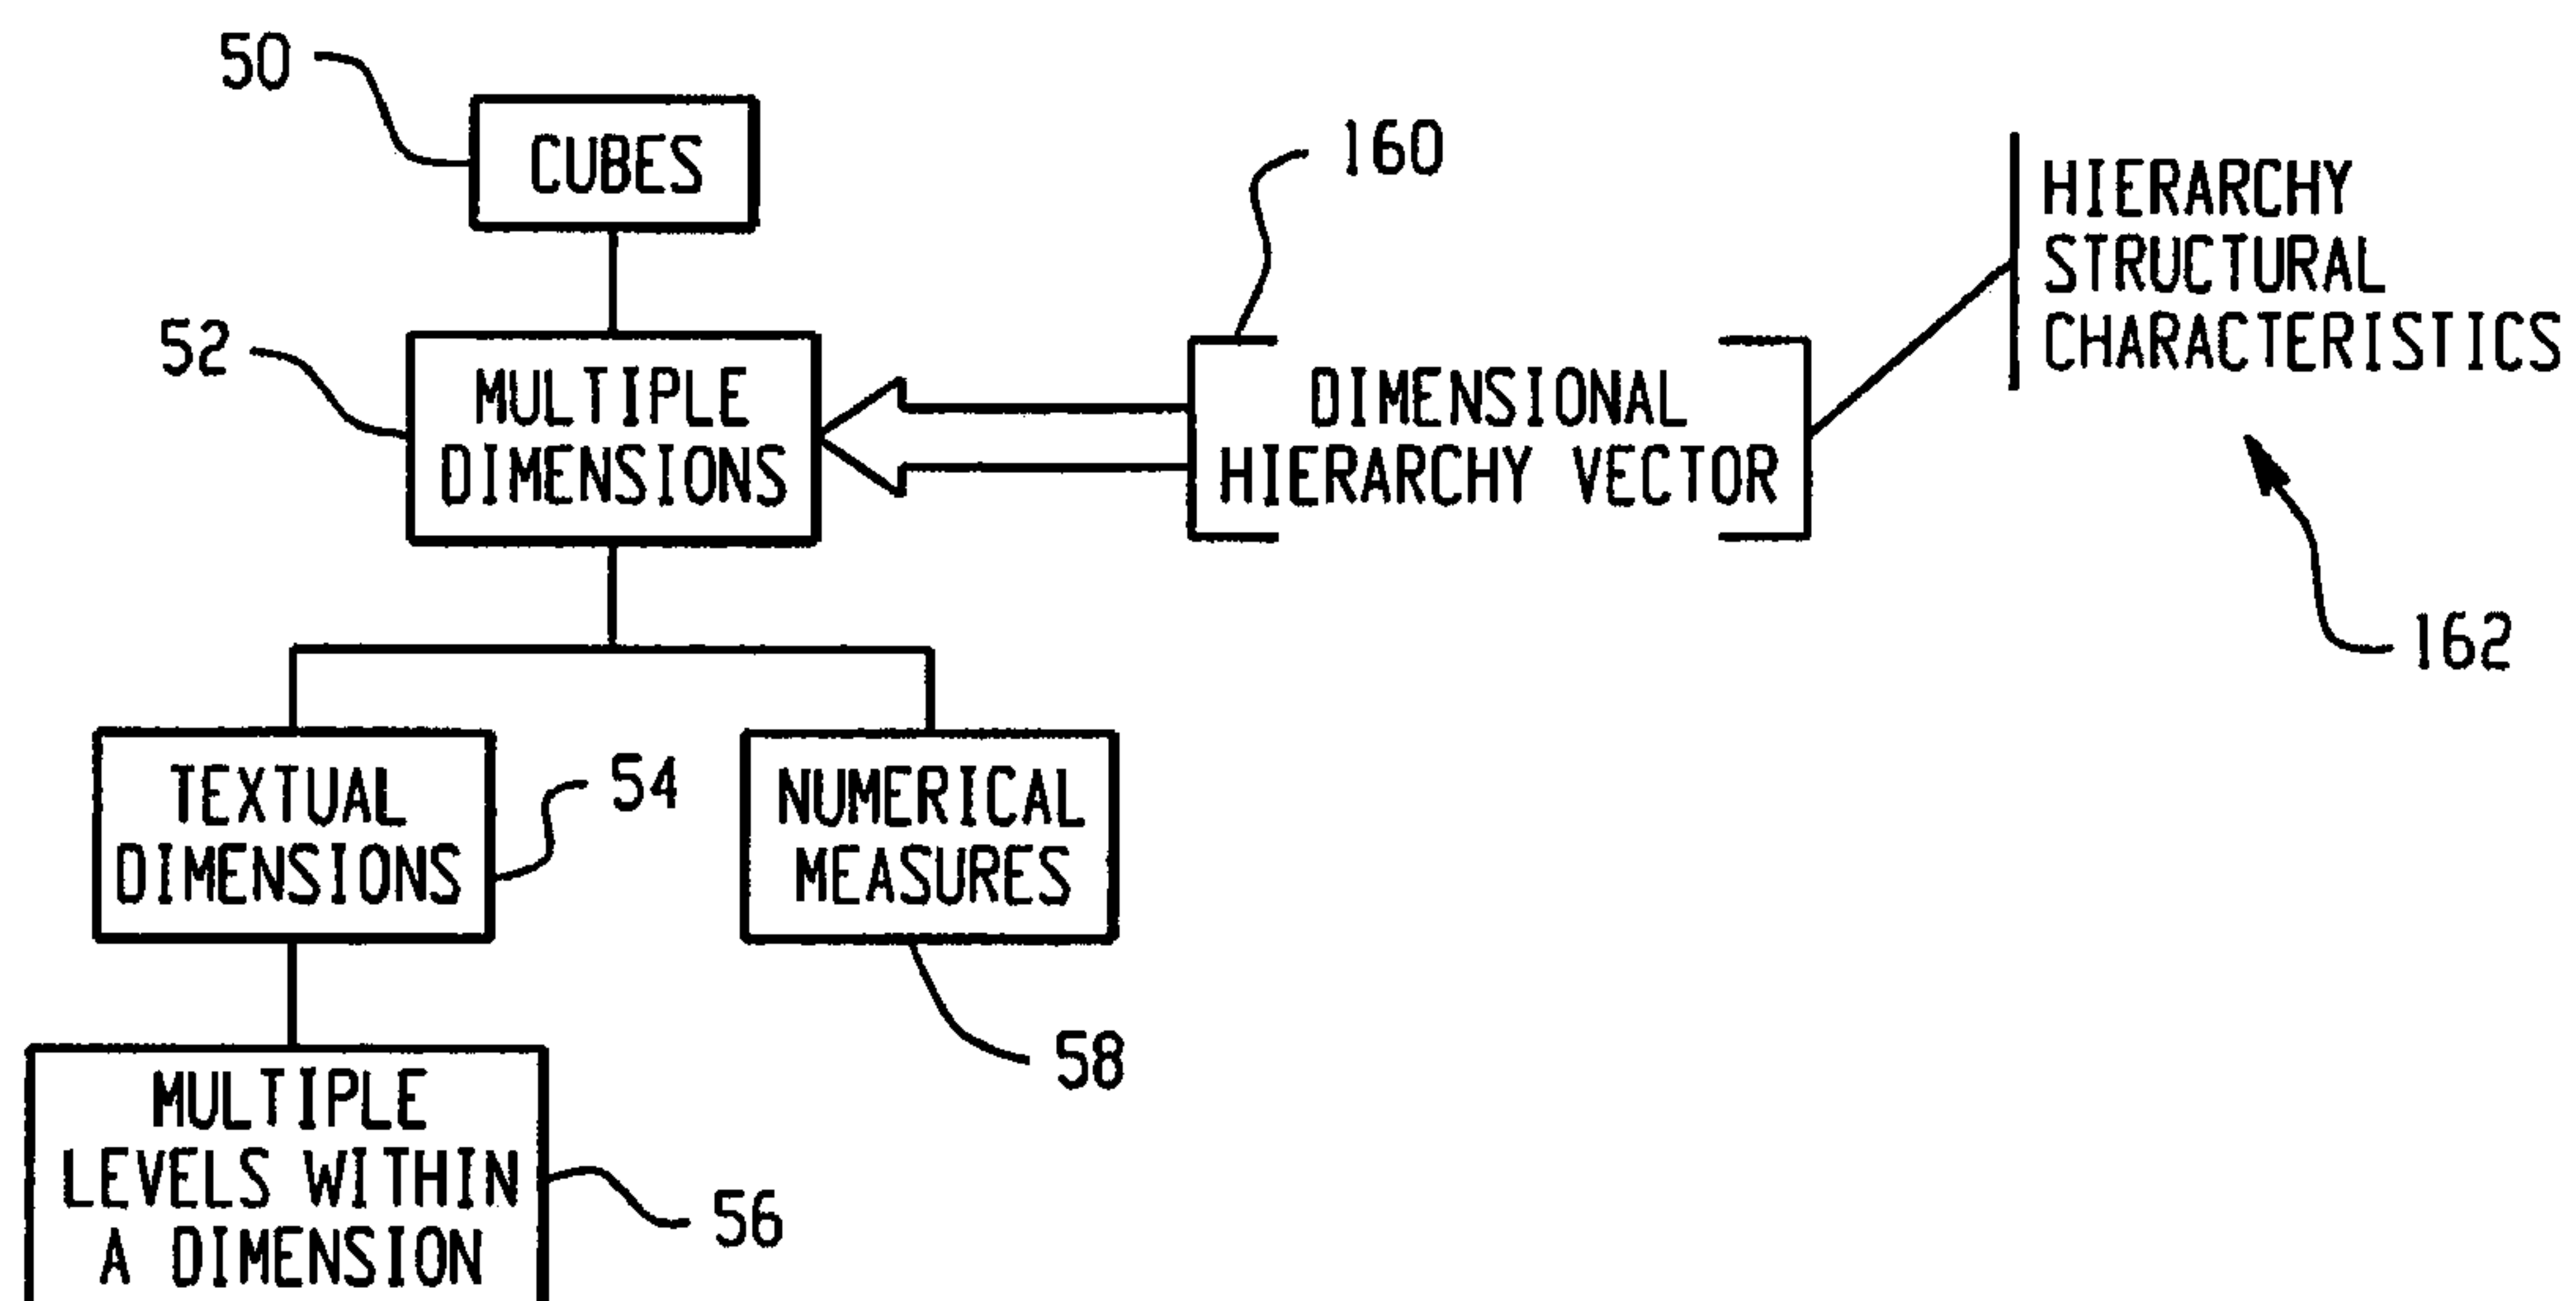 50
CUBES
160
HIERARCHY
STRUCTURAL
CHARACTERISTICS
52
MULTIPLE
DIMENSIONS
DIMENSIONAL
HIERARCHY VECTOR
162
TEXTUAL
DIMENSIONS
54
NUMERICAL
MEASURES
58
MULTIPLE
LEVELS WITHIN
A DIMENSION
56